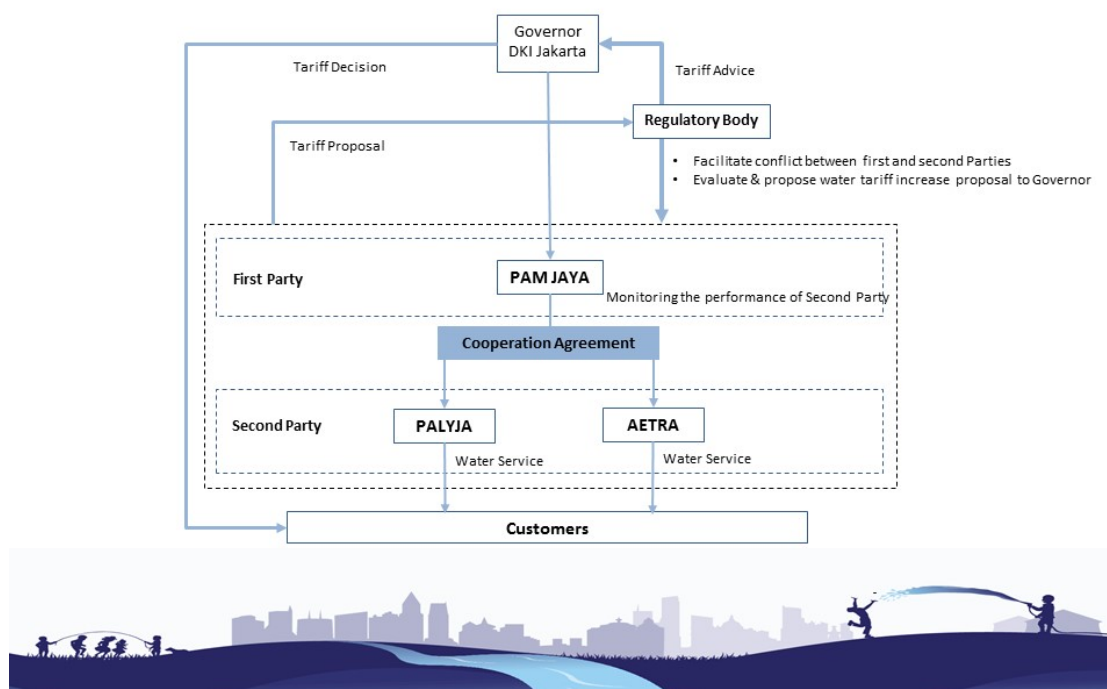 Governor
DKI Jakarta
Tariff Decision
Tariff Advice
Regulatory Body
Tariff Proposal
• Facilitate conflict between first and second Parties
• Evaluate & propose water tariff increase proposal to Governor
First Party
PAM JAYA
Monitoring the performance of Second Party
Cooperation Agreement
Second Party
PALYJA
AETRA
Water Service
Water Service
Customers